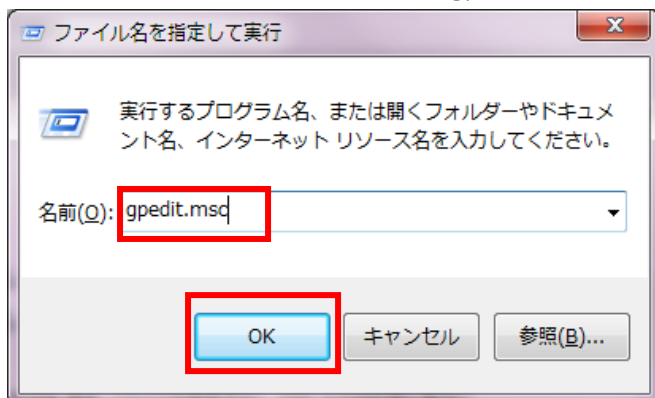 ファイル名を指定して実行
実行するプログラム名、または開くフォルダーやドキュメ
ント名、インターネット リソース名を入力してください。
名前(O): gpedit.msc
OK キャンセル 参照(B)...